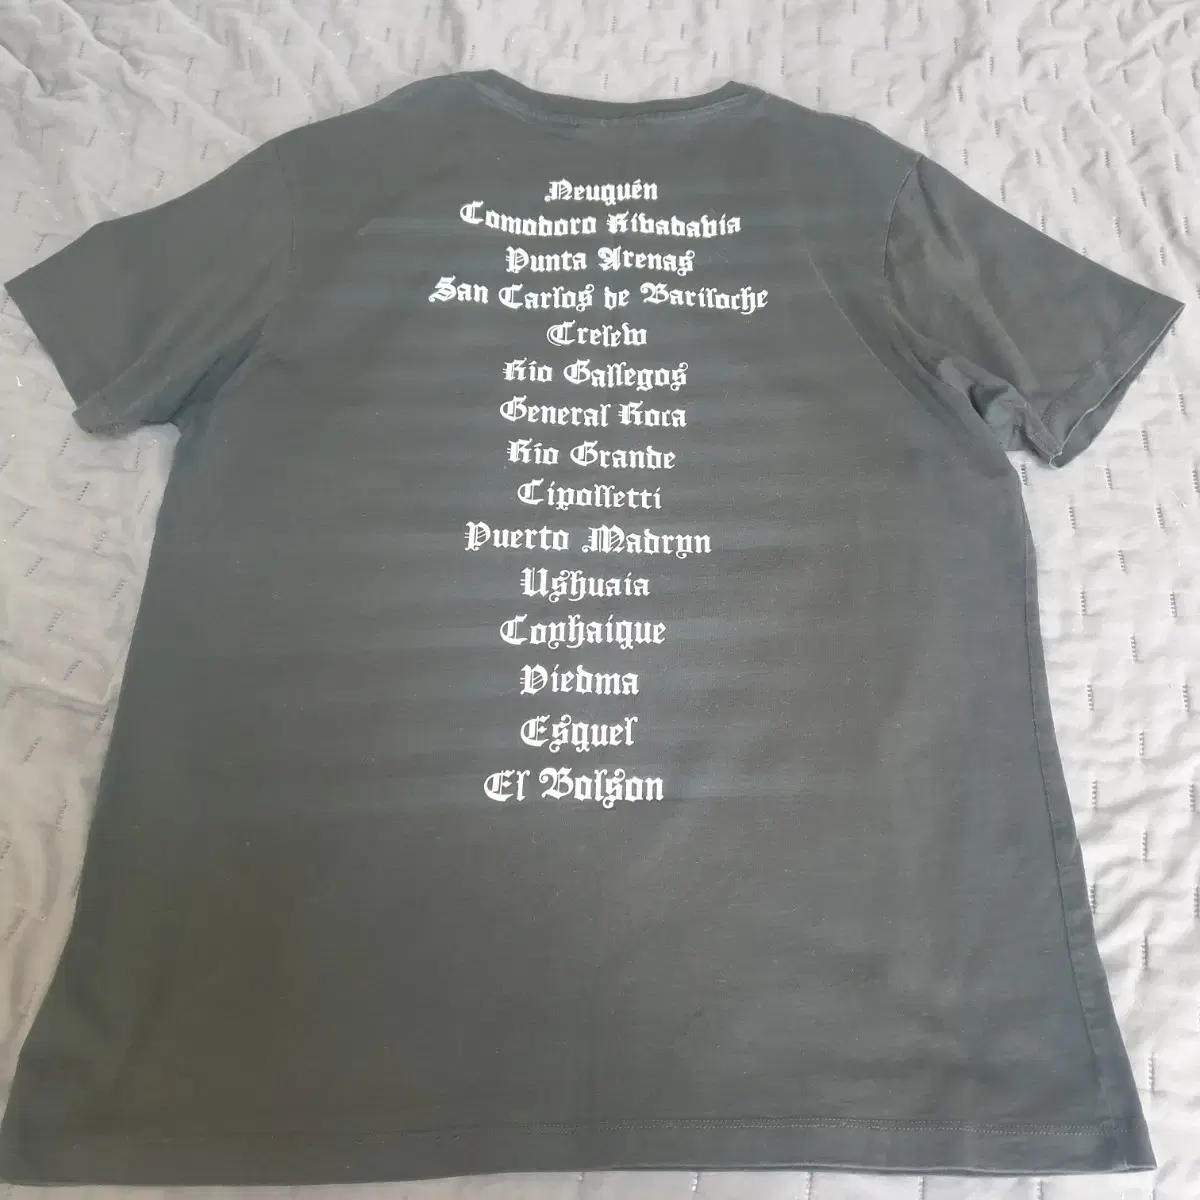 Neuquén
Comodoro Rivadavia
Punta Arenas
San Carlos de Bariloche
Crelew
Río Gallegos
General Roca
Río Grande
Cipolletti
Puerto Madryn
Ushuaia
Coyhaique
Viedma
Esquel
El Bolson